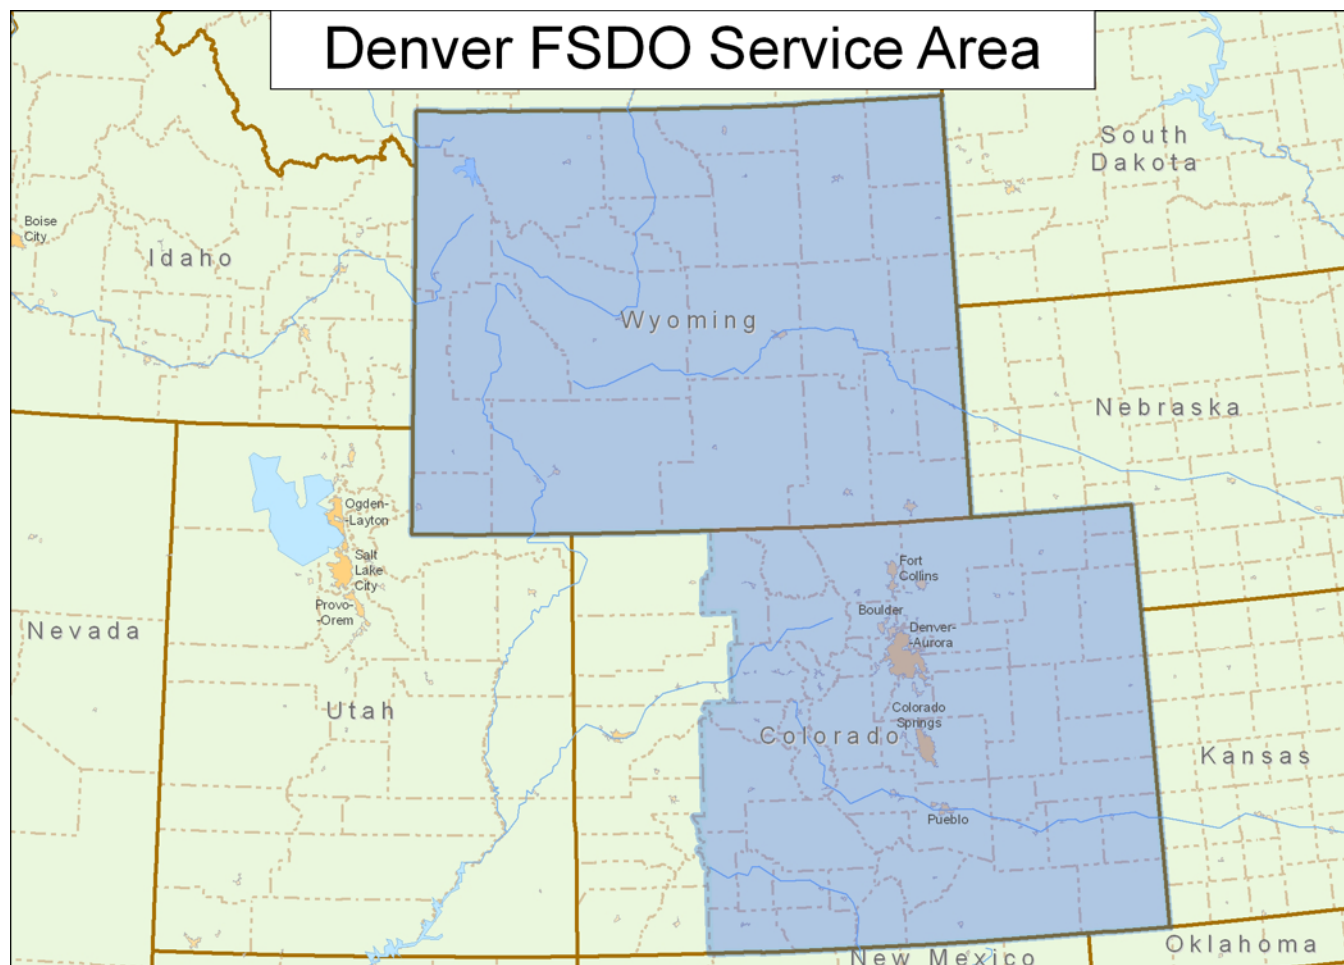 Denver FSDO Service Area
South
Dakota
Boise
City
Idaho
Wyoming
Nebraska
Ogden-
-Layton
Salt
Lake
City
Provo-
-Orem
Fort
Collins
Boulder
Denver-
-Aurora
Nevada
Utah
Colorado
Springs
Colorado
Kansas
Pueblo
Oklahoma
New Mexico